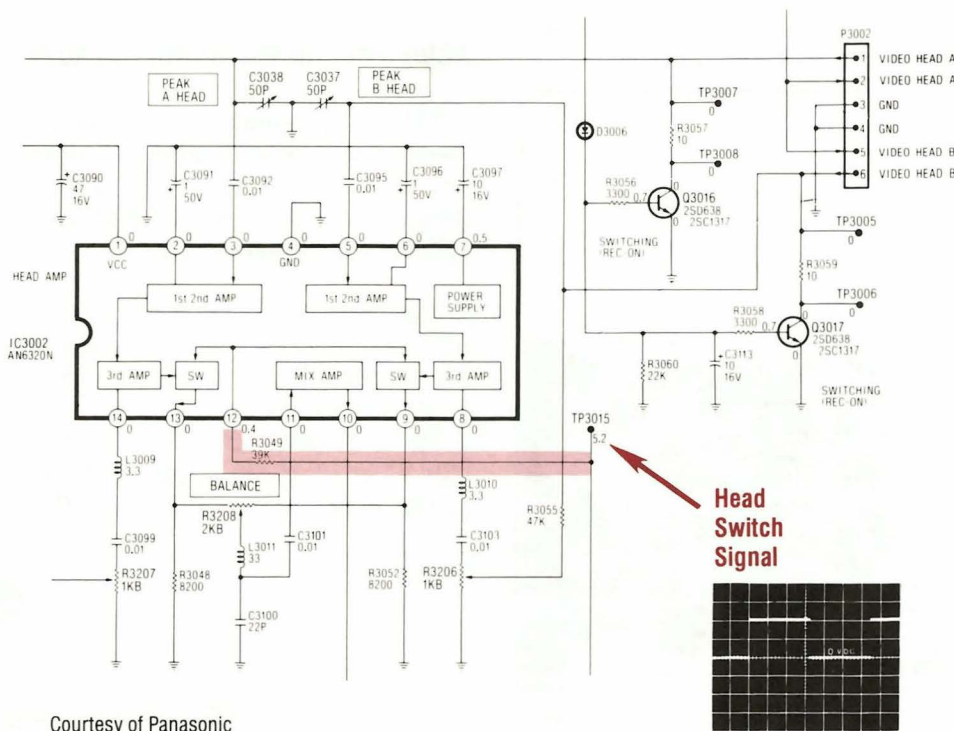 P3002
1 VIDEO HEAD A
2 VIDEO HEAD A
3 GND
4 GND
5 VIDEO HEAD B
6 VIDEO HEAD B
PEAK
A HEAD
C3038
50P
C3037
50P
PEAK
B HEAD
TP3007
0
D3006
R3057
10
TP3008
0
0
C3090
47
16V
C3091
1
50V
C3092
0.01
C3095
0.01
C3096
1
50V
C3097
10
16V
R3056
3300
0.7
Q3016
2SD638
2SC1317
0
SWITCHING
(REC ON)
TP3005
0
R3059
10
TP3006
0
0
1 0
2 0
3 0
4 0
5 0
6 0
7 0.5
VCC
GND
HEAD AMP
1st 2nd AMP
1st 2nd AMP
POWER
SUPPLY
R3058
3300
0.7
Q3017
2SD638
2SC1317
0
IC3002
AN6320N
3rd AMP
SW
MIX AMP
SW
3rd AMP
R3060
22K
C3113
10
16V
SWITCHING
(REC-ON)
14 0
13 0
12 0.4
11 0
10 0
9 0
8 0
TP3015
5.2
R3049
39K
L3009
3.3
BALANCE
L3010
3.3
Head
Switch
Signal
R3208
2KB
R3055
47K
C3099
0.01
L3011
33
C3101
0.01
C3103
0.01
R3207
1KB
R3048
8200
R3052
8200
R3206
1KB
C3100
22P
0 VDC
Courtesy of Panasonic